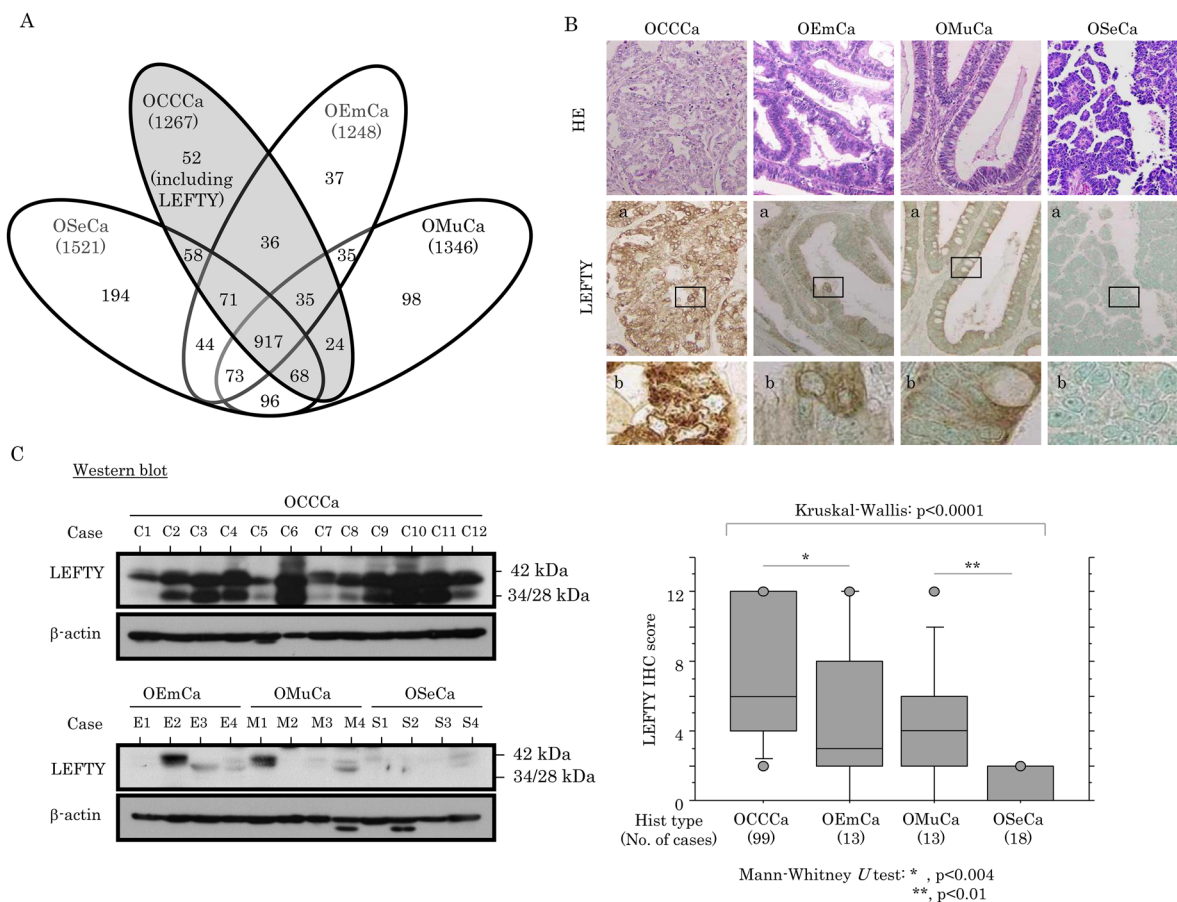 A
OCCCa
(1267)
52
(including
LEFTY)
OEmCa
(1248)
37
OSeCa
(1521)
OMuCa
(1346)
58
36
35
194
71
35
98
44
917
24
73
68
96
B
OCCCa OEmCa OMuCa OSeCa
HE
LEFTY
a a a a
b b b b
C
Western blot
OCCCa
Case C1 C2 C3 C4 C5 C6 C7 C8 C9 C10 C11 C12
LEFTY
42 kDa
34/28 kDa
β-actin
OEmCa OMuCa OSeCa
Case E1 E2 E3 E4 M1 M2 M3 M4 S1 S2 S3 S4
LEFTY
42 kDa
34/28 kDa
β-actin
Kruskal-Wallis: p<0.0001
* **
LEFTY IHC score
12
8
4
0
Hist type OCCCa OEmCa OMuCa OSeCa
(No. of cases) (99) (13) (13) (18)
Mann-Whitney U test: * , p<0.004
**, p<0.01